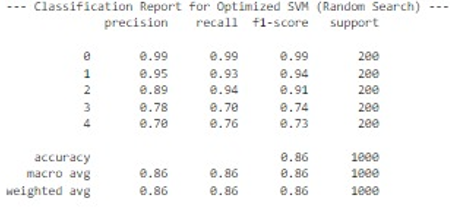 --- Classification Report for Optimized SVM (Random Search) ---
precision recall f1-score support
0 0.99 0.99 0.99 200
1 0.95 0.93 0.94 200
2 0.89 0.94 0.91 200
3 0.78 0.70 0.74 200
4 0.70 0.76 0.73 200
accuracy 0.86 1000
macro avg 0.86 0.86 0.86 1000
weighted avg 0.86 0.86 0.86 1000